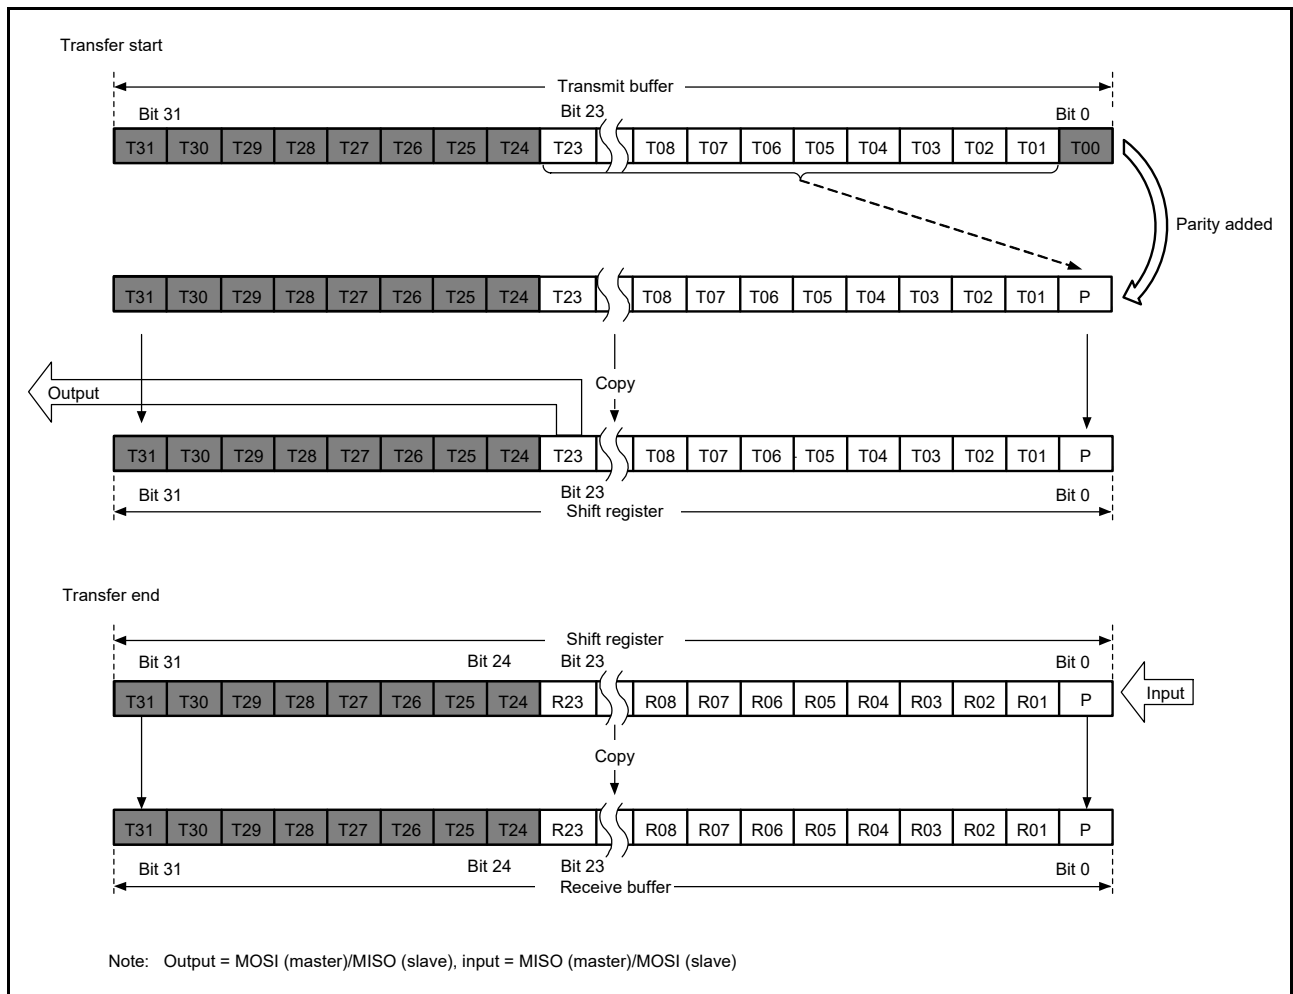 Transfer start
Transmit buffer
Bit 31 Bit 23 Bit 0
T31 T30 T29 T28 T27 T26 T25 T24 T23 T08 T07 T06 T05 T04 T03 T02 T01 T00
Parity added
T31 T30 T29 T28 T27 T26 T25 T24 T23 T08 T07 T06 T05 T04 T03 T02 T01 P
Copy
Output
T31 T30 T29 T28 T27 T26 T25 T24 T23 T08 T07 T06 T05 T04 T03 T02 T01 P
Bit 31 Bit 23 Bit 0
Shift register
Transfer end
Shift register
Bit 31 Bit 24 Bit 23 Bit 0
T31 T30 T29 T28 T27 T26 T25 T24 R23 R08 R07 R06 R05 R04 R03 R02 R01 P
Input
Copy
T31 T30 T29 T28 T27 T26 T25 T24 R23 R08 R07 R06 R05 R04 R03 R02 R01 P
Bit 31 Bit 24 Bit 23 Bit 0
Receive buffer
Note: Output = MOSI (master)/MISO (slave), input = MISO (master)/MOSI (slave)